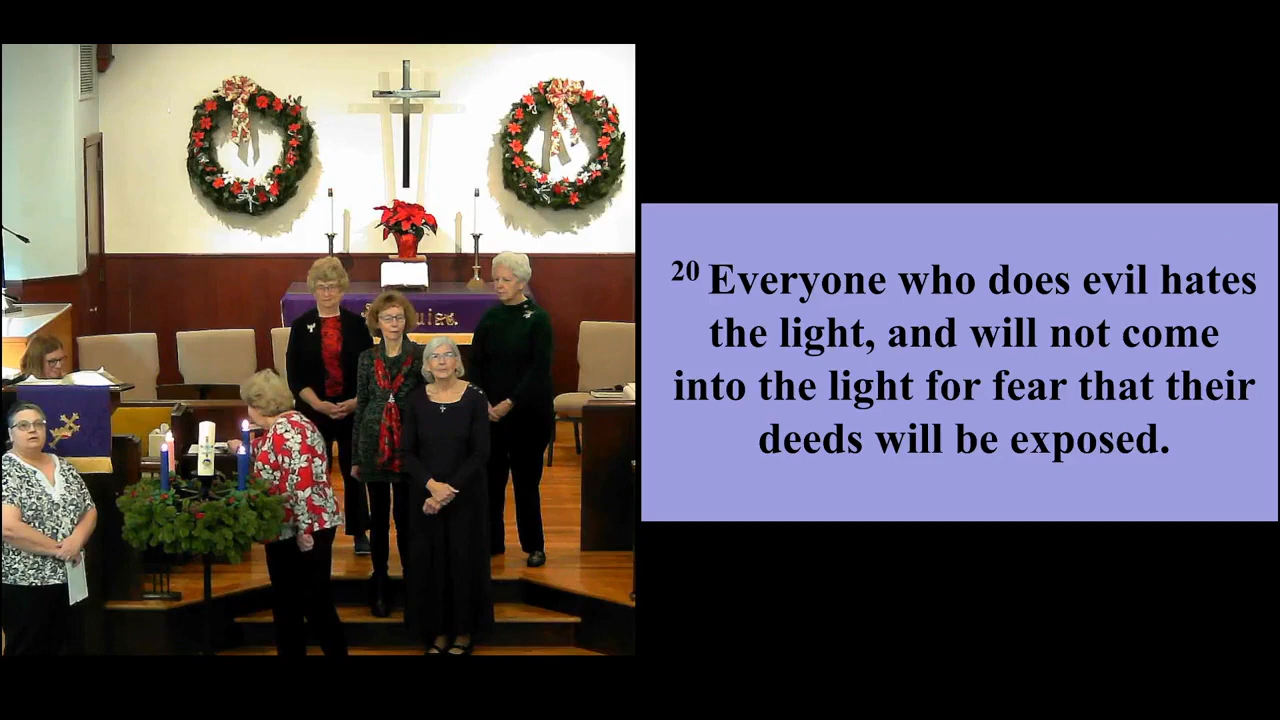 20 Everyone who does evil hates
the light, and will not come
into the light for fear that their
deeds will be exposed.